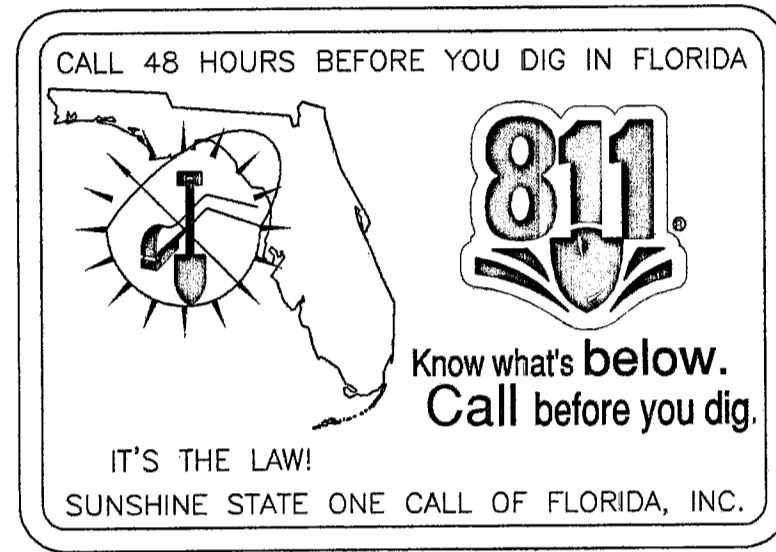 CALL 48 HOURS BEFORE YOU DIG IN FLORIDA
811®
Know what's below.
Call before you dig.
IT'S THE LAW!
SUNSHINE STATE ONE CALL OF FLORIDA, INC.